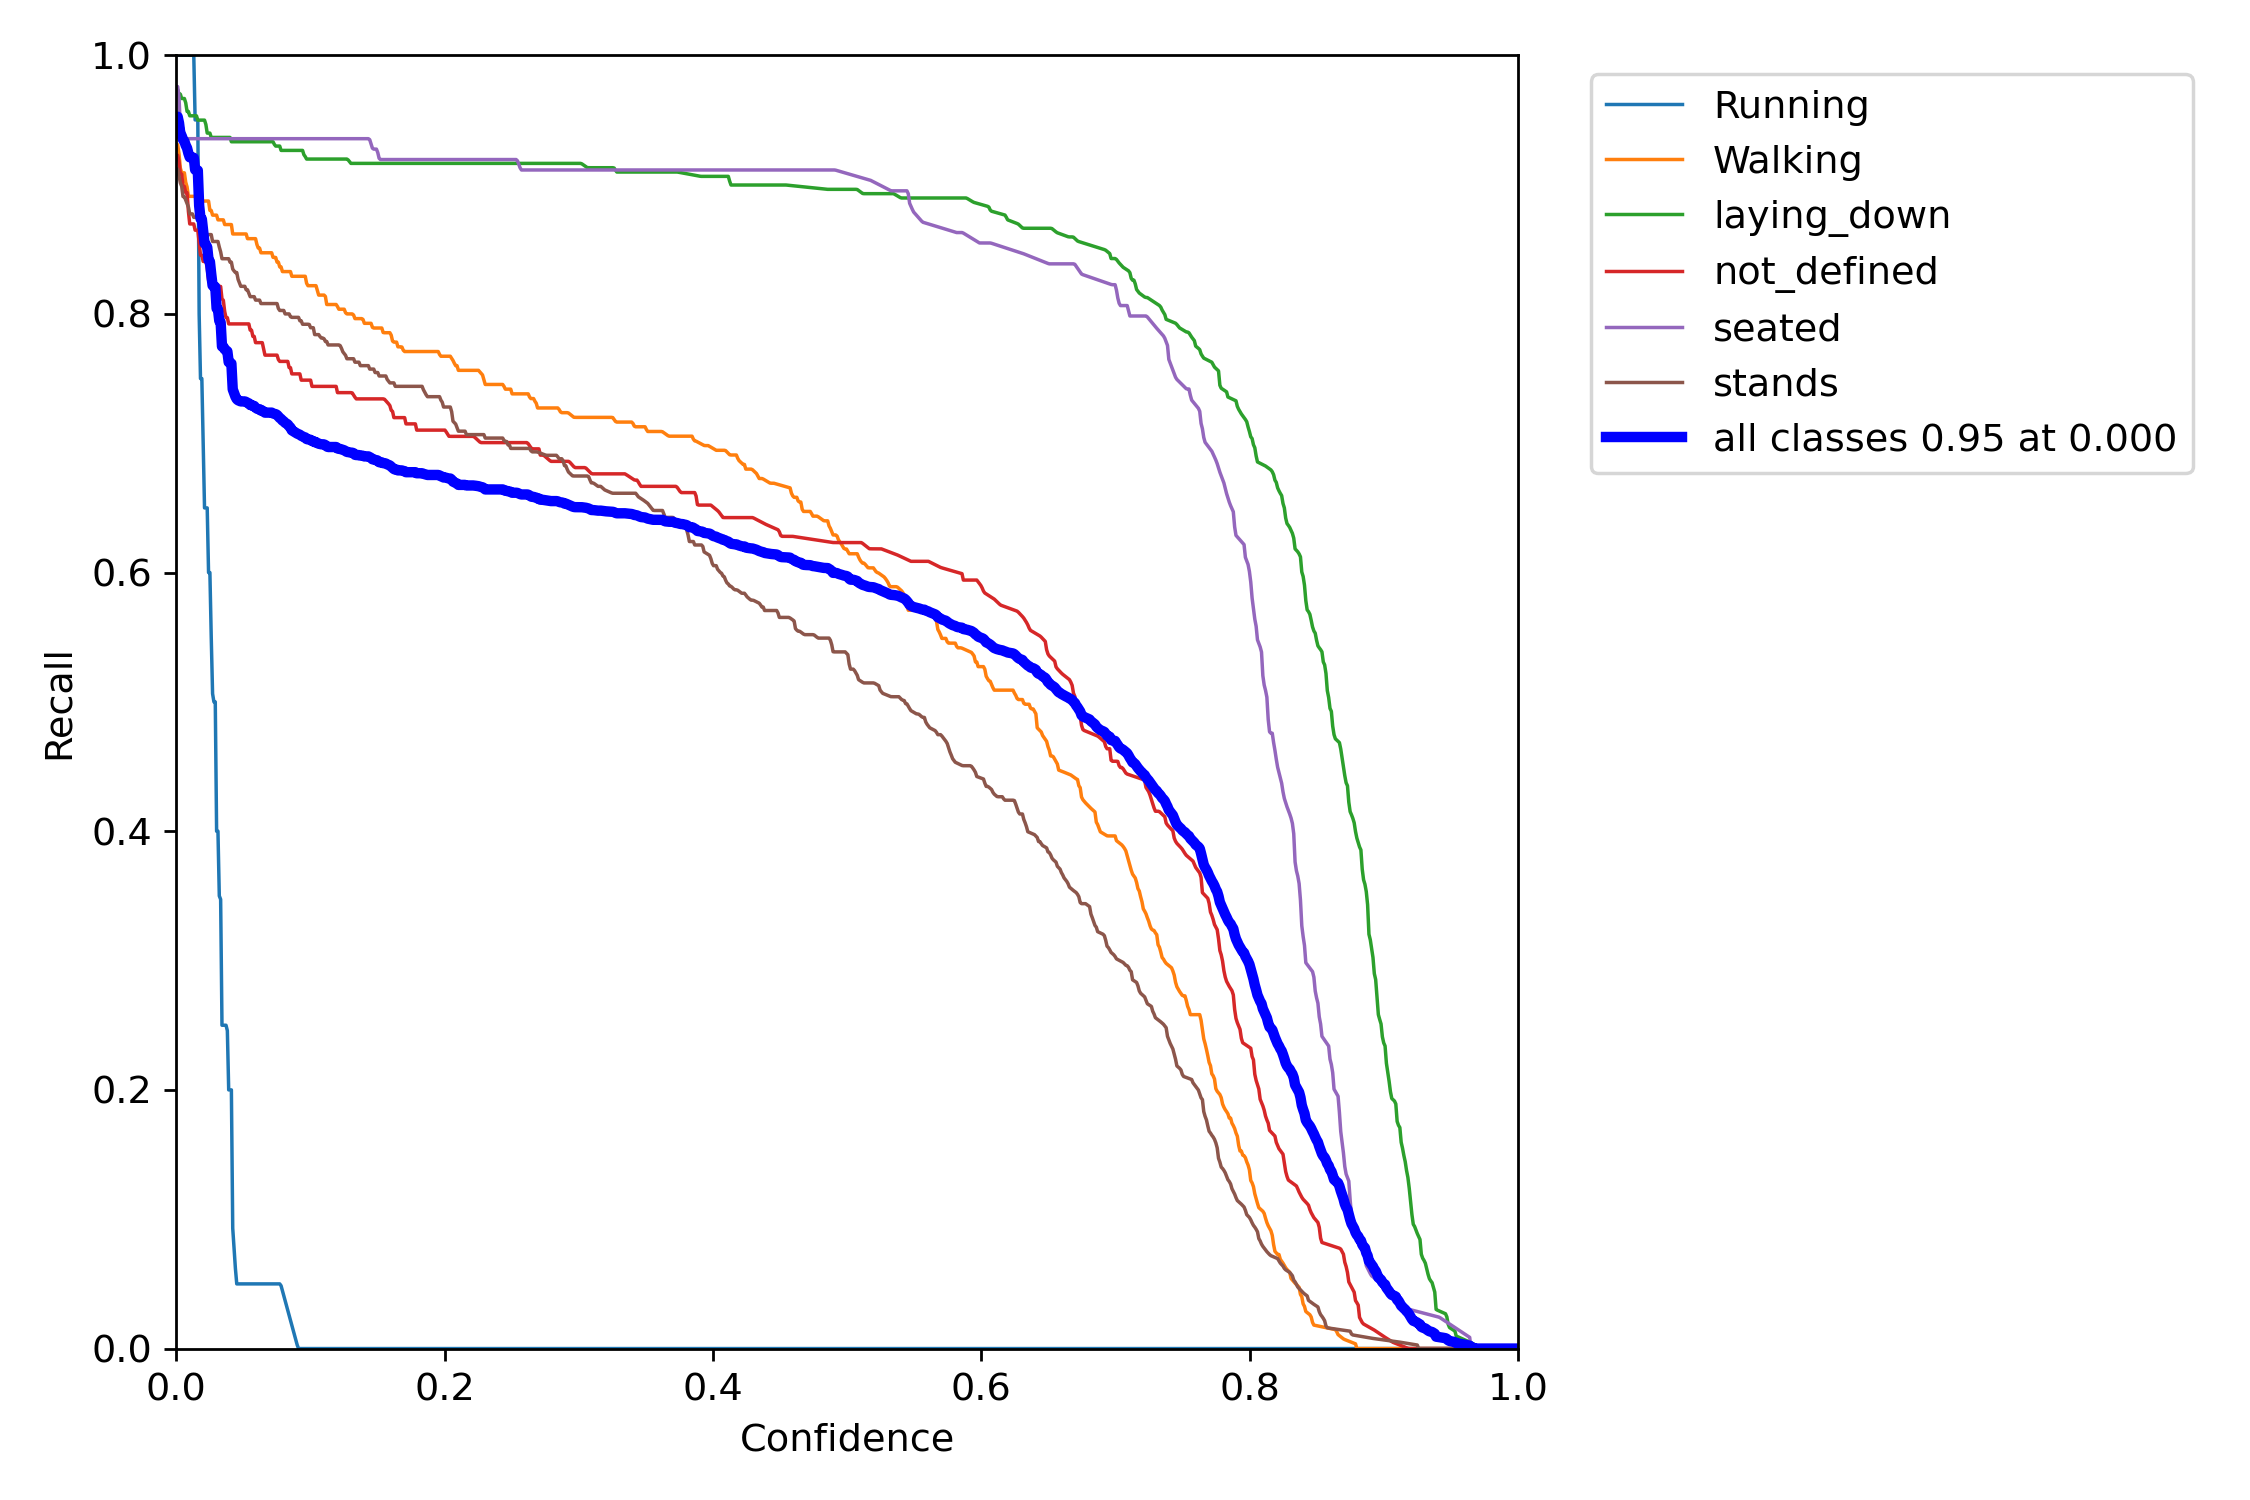 1.0
0.8
0.6
0.4
0.2
0.0
Recall
0.0 0.2 0.4 0.6 0.8 1.0
Confidence
Running
Walking
laying_down
not_defined
seated
stands
all classes 0.95 at 0.000